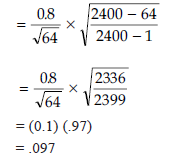 = 0.8/√64 × √(2400 − 64 / 2400 − 1)
= 0.8/√64 × √(2336 / 2399)
= (0.1) (.97)
= .097